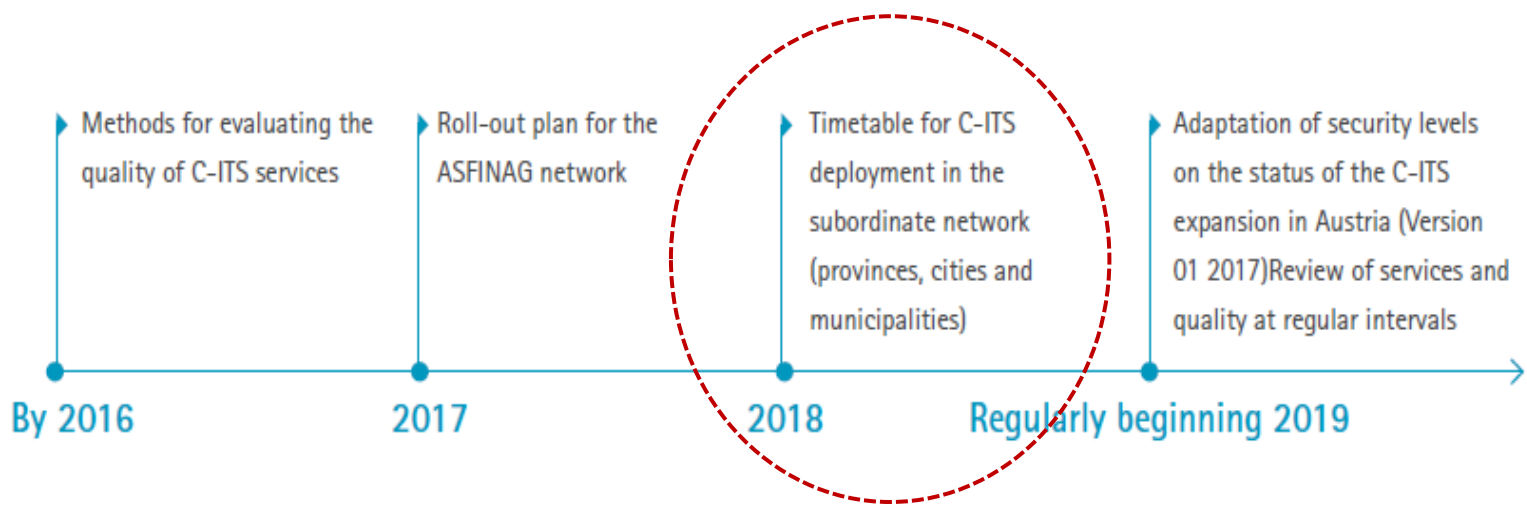 Methods for evaluating the
quality of C-ITS services
Roll-out plan for the
ASFINAG network
Timetable for C-ITS
deployment in the
subordinate network
(provinces, cities and
municipalities)
Adaptation of security levels
on the status of the C-ITS
expansion in Austria (Version
01 2017)Review of services and
quality at regular intervals
By 2016
2017
2018
Regularly beginning 2019